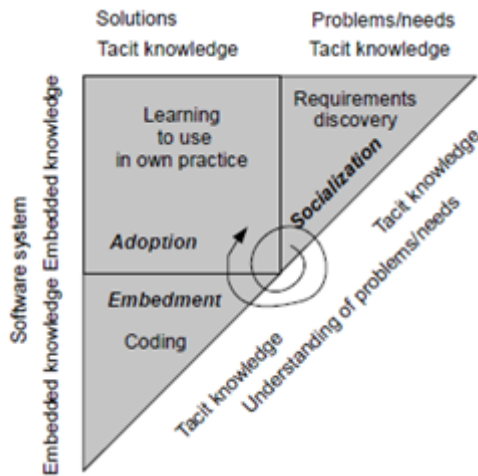 Solutions
Problems/needs
Tacit knowledge
Tacit knowledge
Learning
to use
in own practice
Requirements
discovery
Socialization
Adoption
Embedment
Coding
Software system
Embedded knowledge
Embedded knowledge
Tacit knowledge
Tacit knowledge
Understanding of problems/needs